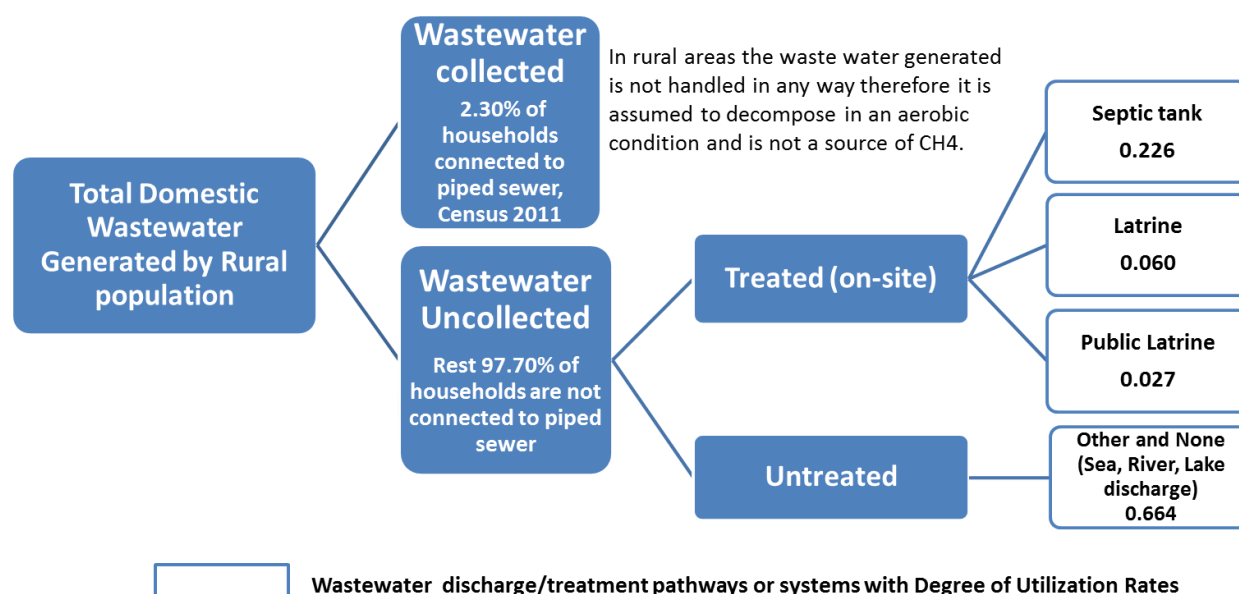 Total Domestic
Wastewater
Generated by Rural
population
Wastewater
collected
2.30% of
households
connected to
piped sewer,
Census 2011
In rural areas the waste water generated
is not handled in any way therefore it is
assumed to decompose in an aerobic
condition and is not a source of CH4.
Wastewater
Uncollected
Rest 97.70% of
households are not
connected to piped
sewer
Treated (on-site)
Untreated
Septic tank
0.226
Latrine
0.060
Public Latrine
0.027
Other and None
(Sea, River, Lake
discharge)
0.664
Wastewater discharge/treatment pathways or systems with Degree of Utilization Rates